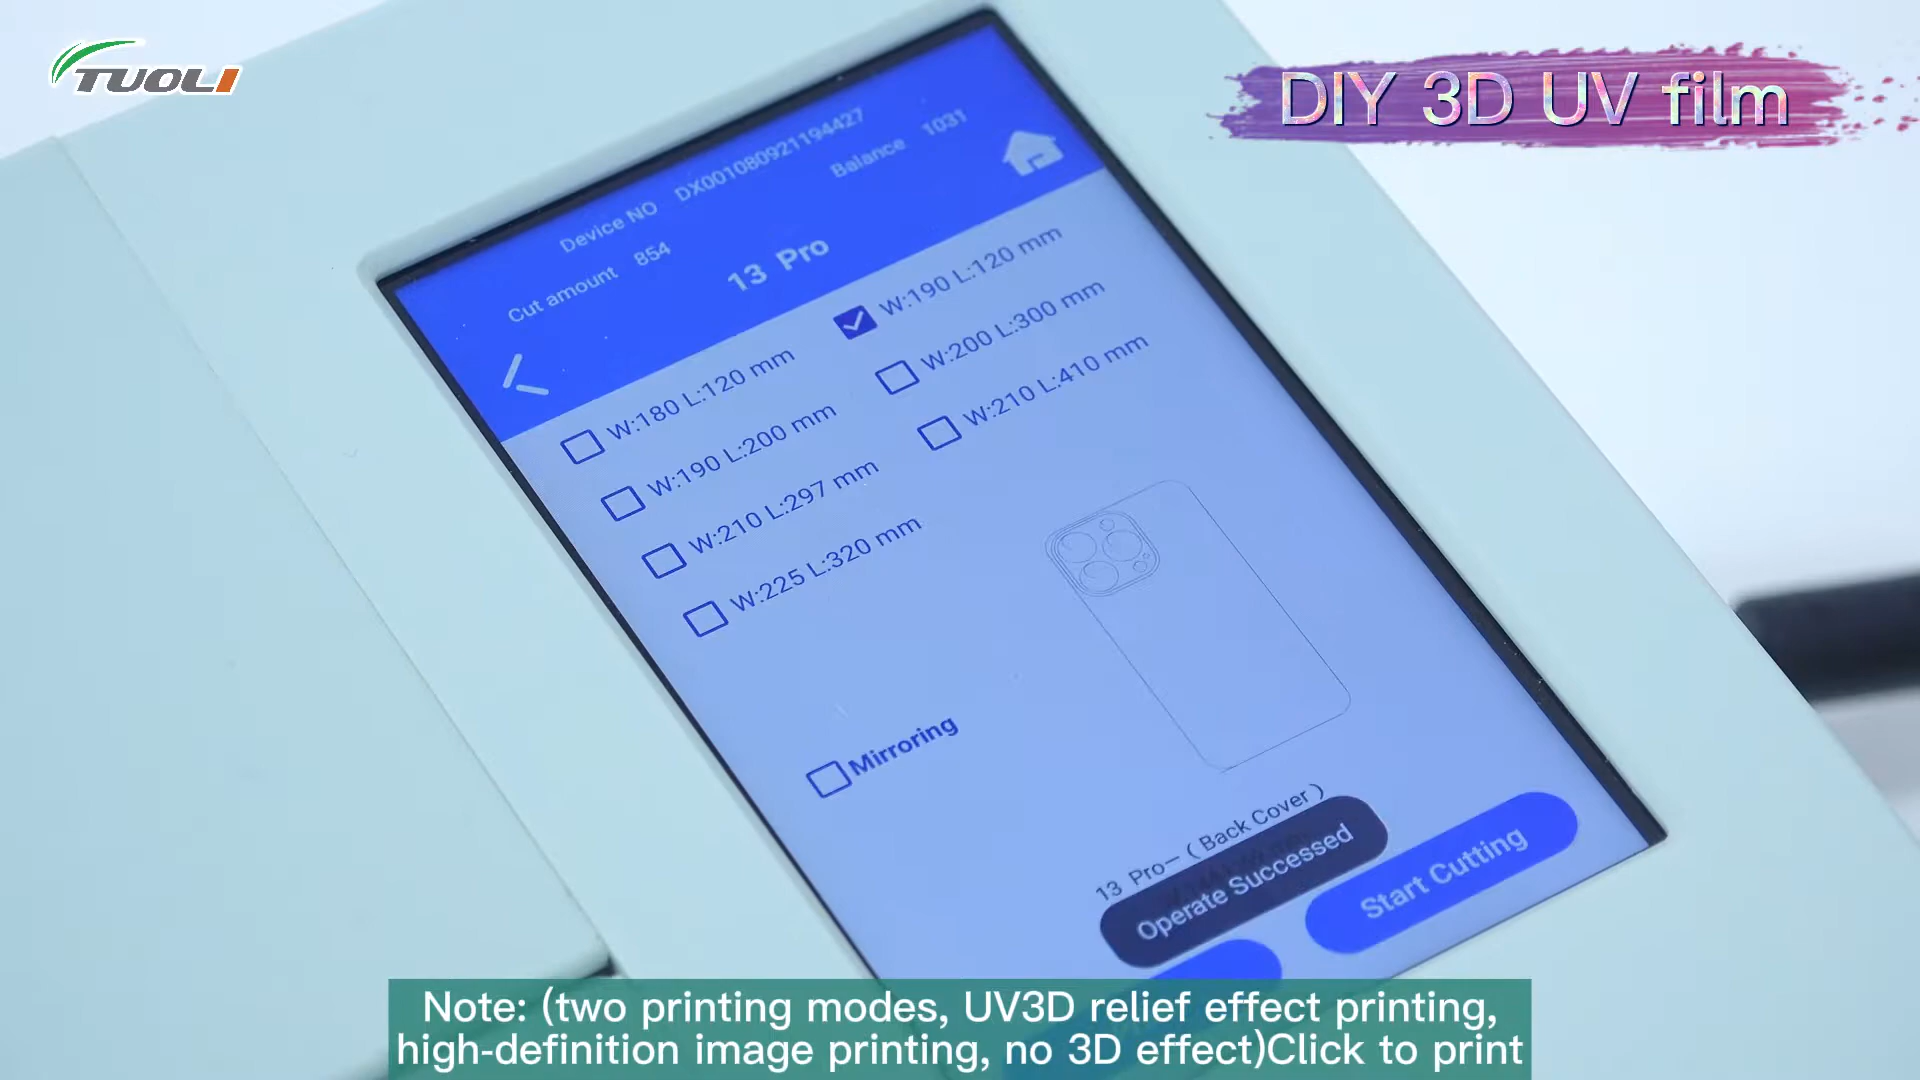 TUOLI
DIY 3D UV film
Device NO DX0010809211194427
Cut amount 854
Balance 1031
13 Pro
W:180 L:120 mm
W:190 L:120 mm
W:190 L:200 mm
W:200 L:300 mm
W:210 L:297 mm
W:210 L:410 mm
W:225 L:320 mm
Mirroring
13 Pro—(Back Cover)
Operate Successed
Start Cutting
Note: (two printing modes, UV3D relief effect printing,
high-definition image printing, no 3D effect)Click to print